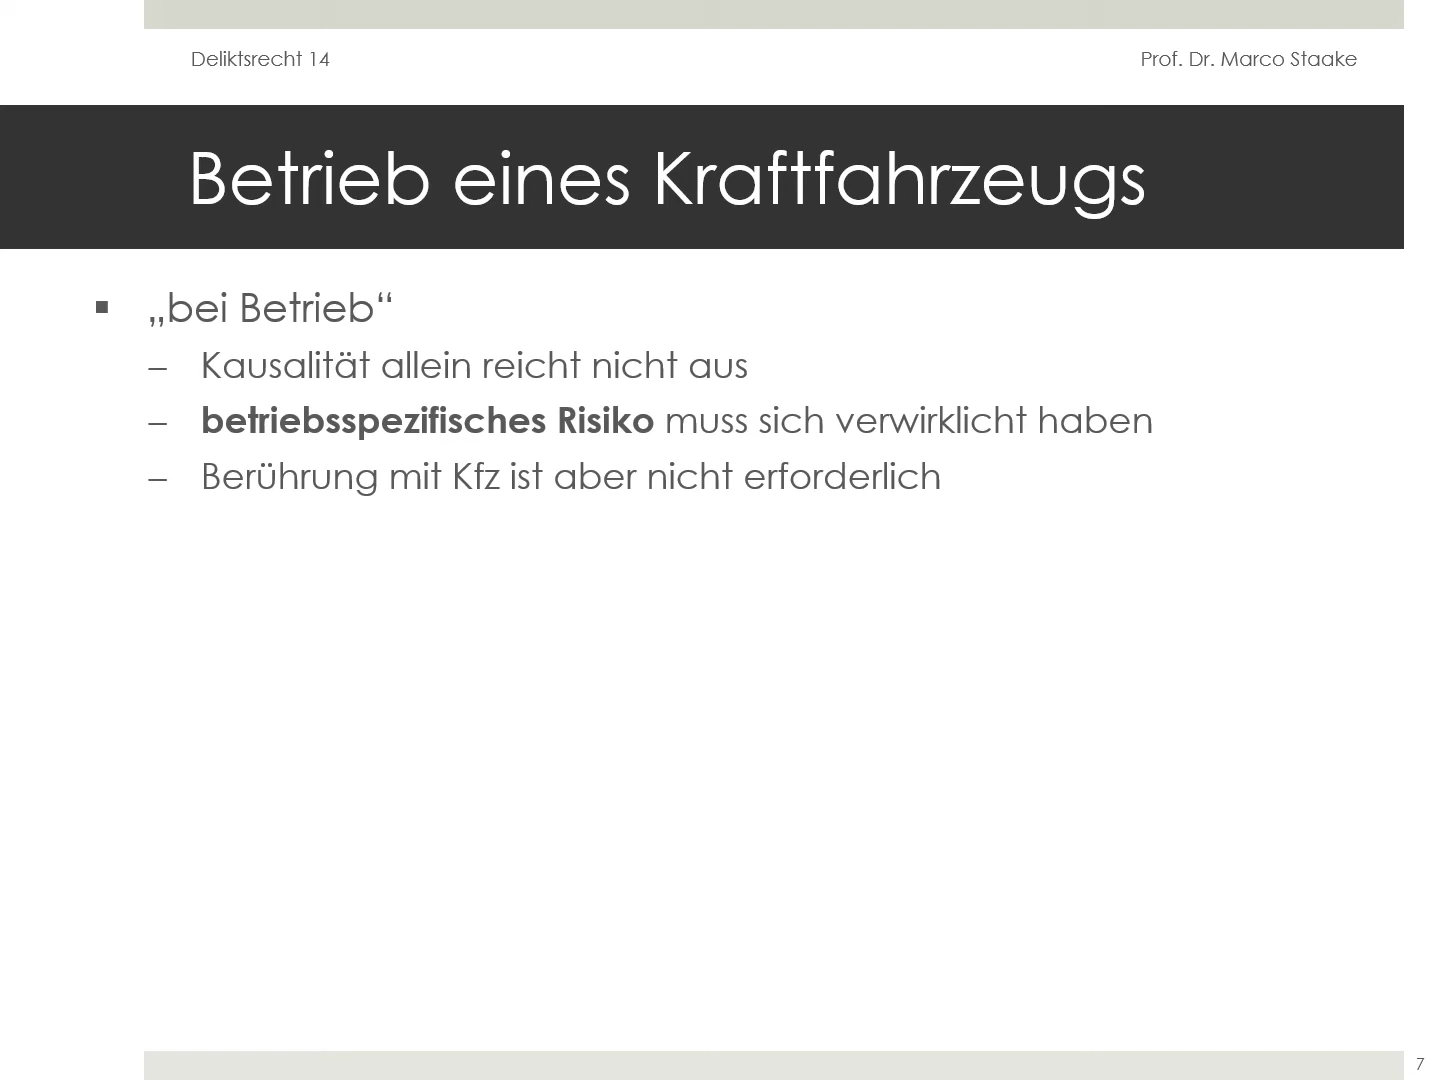 Deliktsrecht 14
Prof. Dr. Marco Staake
Betrieb eines Kraftfahrzeugs
▪ „bei Betrieb“
– Kausalität allein reicht nicht aus
– betriebsspezifisches Risiko muss sich verwirklicht haben
– Berührung mit Kfz ist aber nicht erforderlich
7